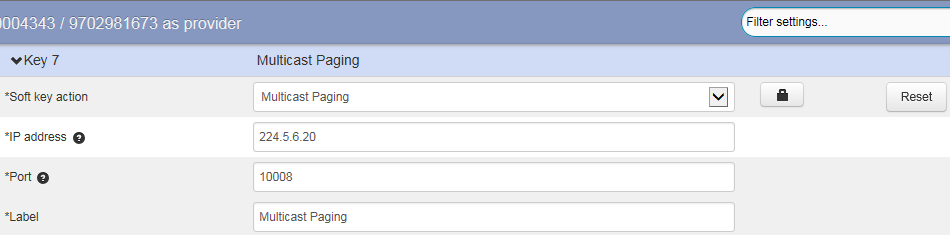 0004343 / 9702981673 as provider
Filter settings...
Key 7 Multicast Paging
*Soft key action Multicast Paging Reset
*IP address ? 224.5.6.20
*Port ? 10008
*Label Multicast Paging